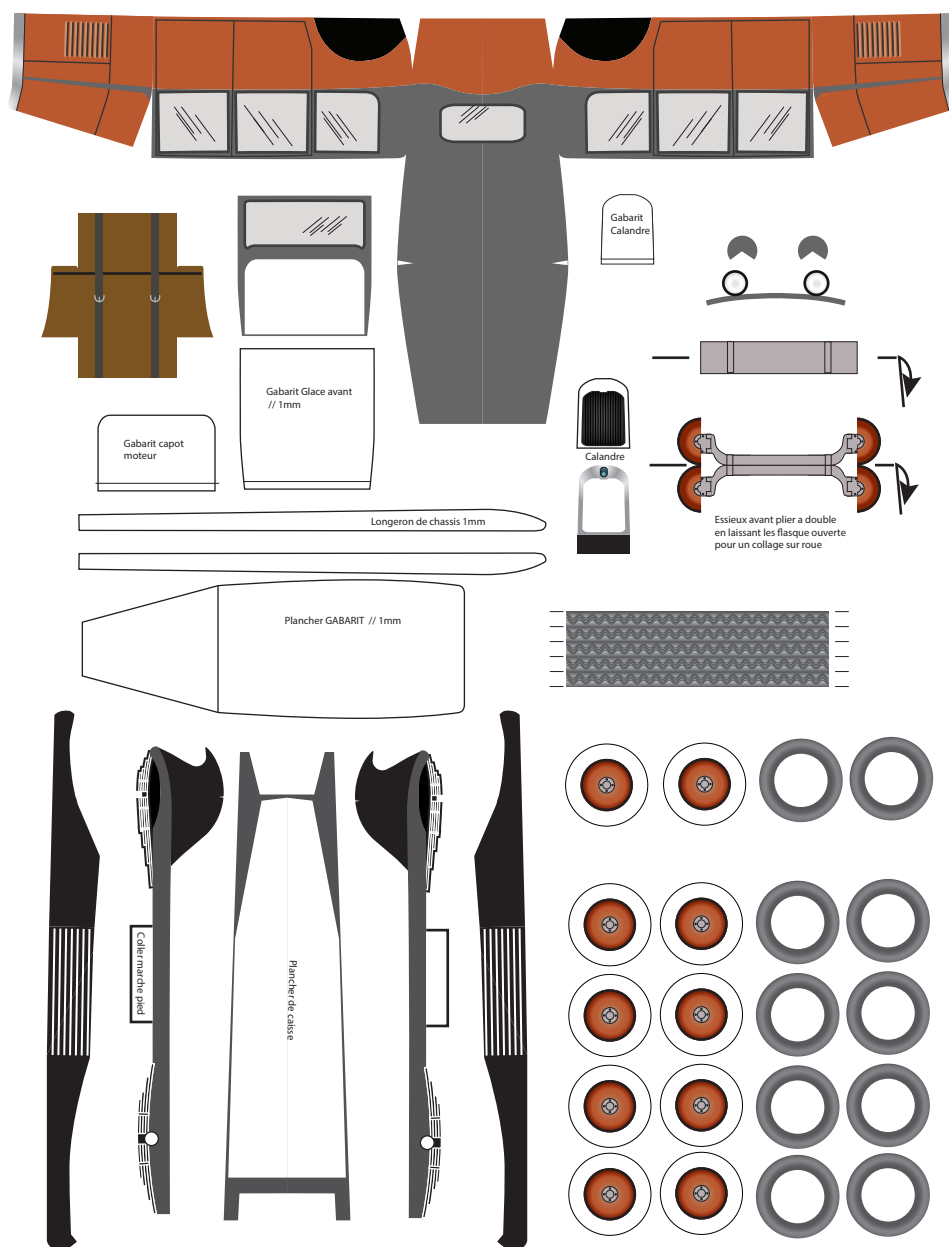 Gabarit
Calandre
Gabarit Glace avant
// 1mm
Gabarit capot
moteur
Calandre
Longeron de chassis 1mm
Essieux avant plier a double
en laissant les flasque ouverte
pour un collage sur roue
Plancher GABARIT // 1mm
Coller marche pied
Plancher de caisse